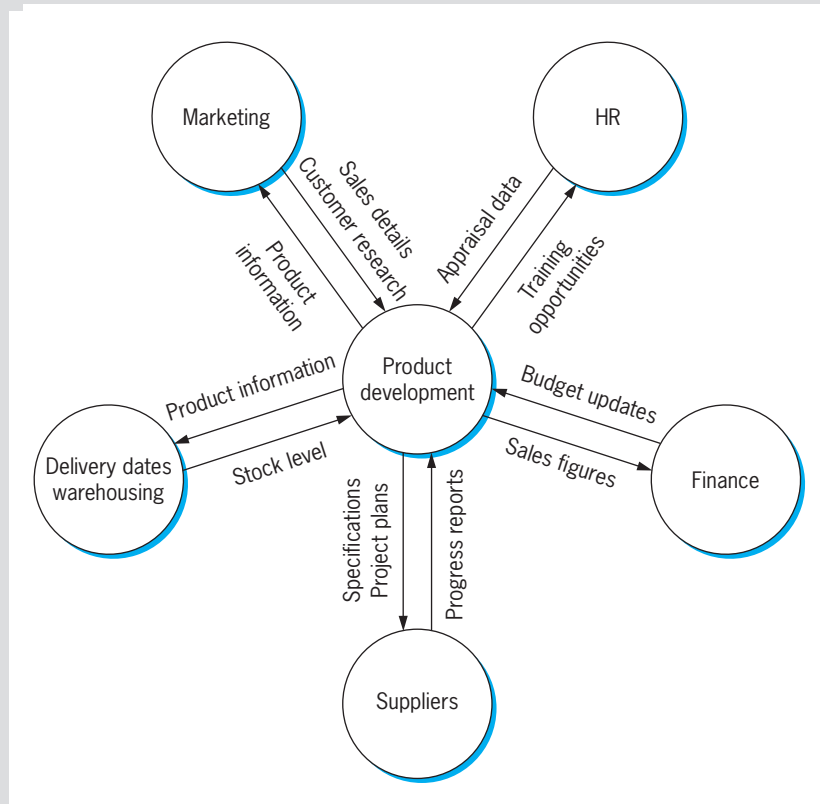 Marketing
HR
Sales details
Customer research
Product
information
Appraisal data
Training
opportunities
Product
development
Product information
Stock level
Delivery dates
warehousing
Budget updates
Sales figures
Finance
Specifications
Project plans
Progress reports
Suppliers